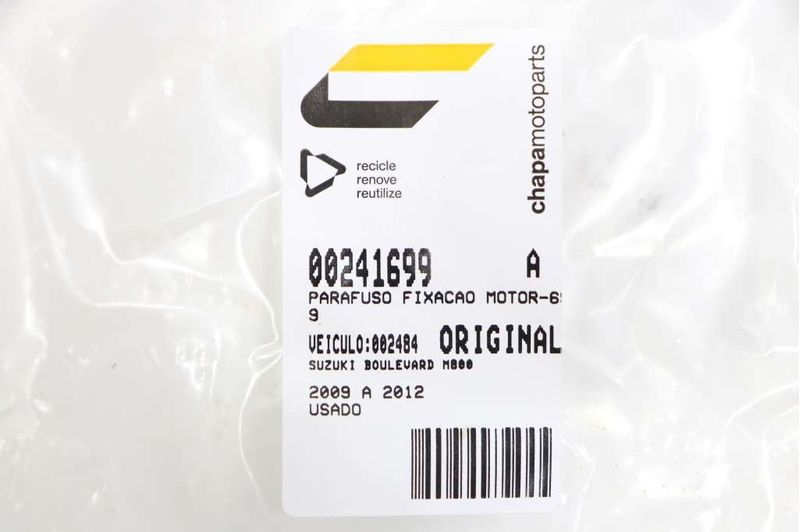 chapamotoparts
recicle
renove
reutilize
00241699 A
PARAFUSO FIXACAO MOTOR-6
9
VEICULO:002484 ORIGINAL
SUZUKI BOULEVARD M800
2009 A 2012
USADO